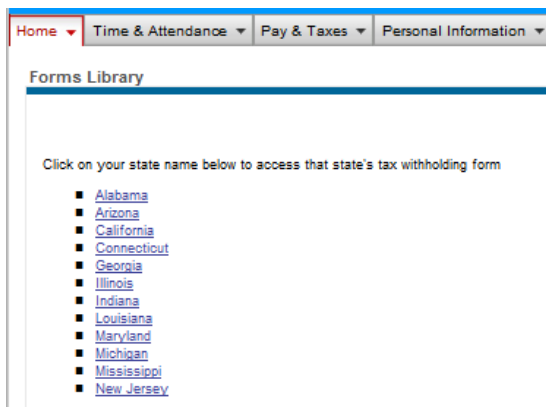 Home Time & Attendance Pay & Taxes Personal Information
Forms Library
Click on your state name below to access that state's tax withholding form
Alabama
Arizona
California
Connecticut
Georgia
Illinois
Indiana
Louisiana
Maryland
Michigan
Mississippi
New Jersey